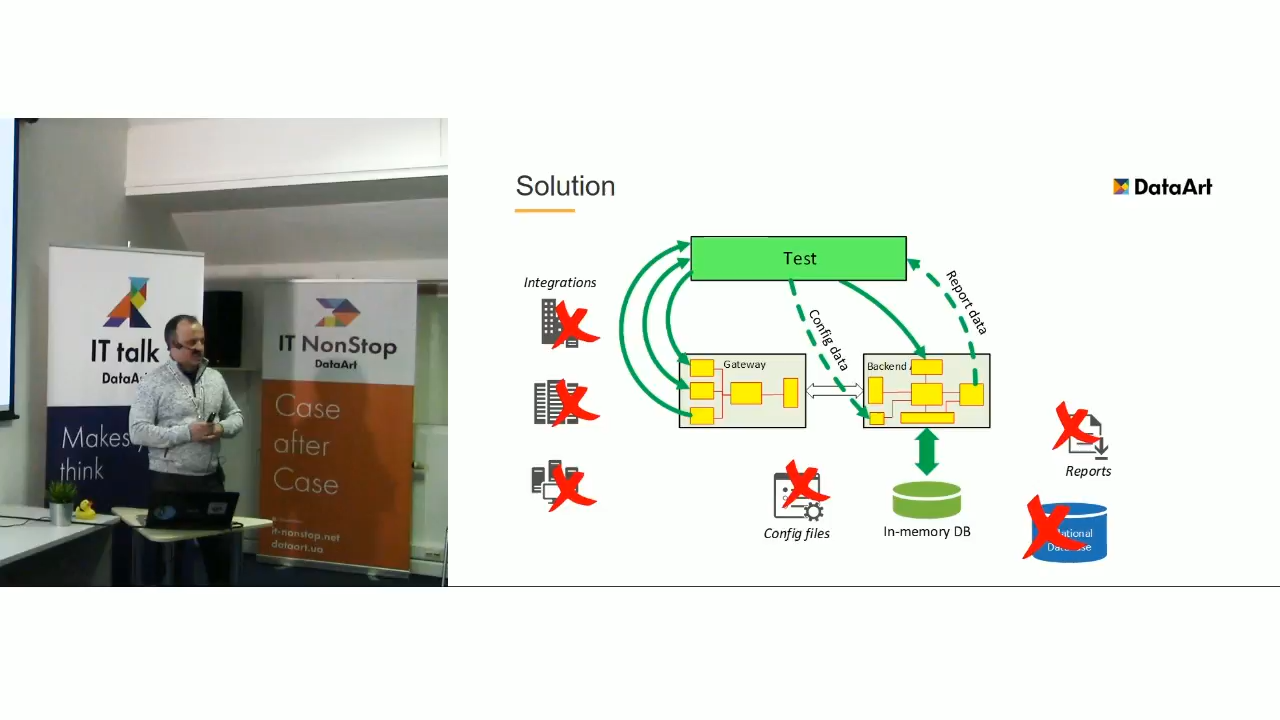 IT talk
DataArt
Makes
think
IT NonStop
DataArt
Case
after
Case
it-nonstop.net
dataart.ua
Solution
DataArt
Integrations
Test
Config data
Report data
Gateway
Backend
Config files
In-memory DB
Reports